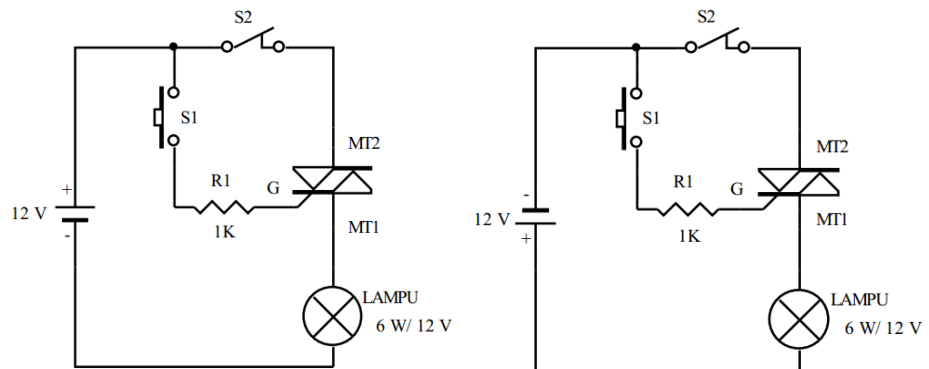 S2
S1
MT2
R1
G
+
12 V
-
1K
MT1
LAMPU
6 W/ 12 V
S2
S1
MT2
R1
G
-
12 V
+
1K
MT1
LAMPU
6 W/ 12 V